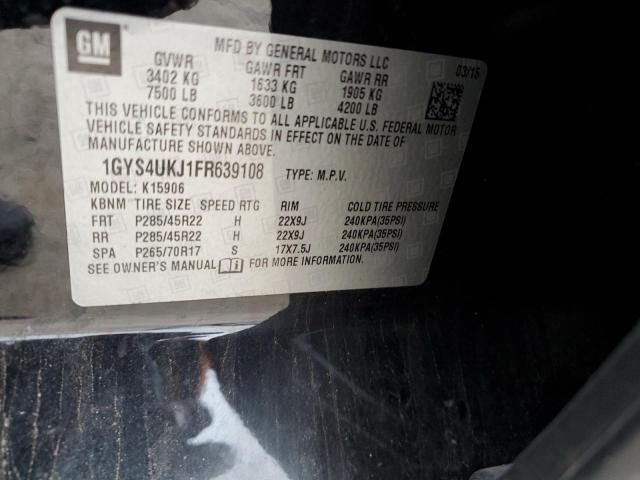 GM
MFD BY GENERAL MOTORS LLC
03/15
GVWR GAWR FRT GAWR RR
3402 KG 1633 KG 1905 KG
7500 LB 3600 LB 4200 LB
THIS VEHICLE CONFORMS TO ALL APPLICABLE U.S. FEDERAL MOTOR
VEHICLE SAFETY STANDARDS IN EFFECT ON THE DATE OF
MANUFACTURE SHOWN ABOVE.
1GYS4UKJ1FR639108 TYPE: M.P.V.
MODEL: K15906
KBNM TIRE SIZE SPEED RTG RIM COLD TIRE PRESSURE
FRT P285/45R22 H 22X9J 240KPA(35PSI)
RR P285/45R22 H 22X9J 240KPA(35PSI)
SPA P265/70R17 S 17X7.5J 240KPA(35PSI)
SEE OWNER'S MANUAL FOR MORE INFORMATION.